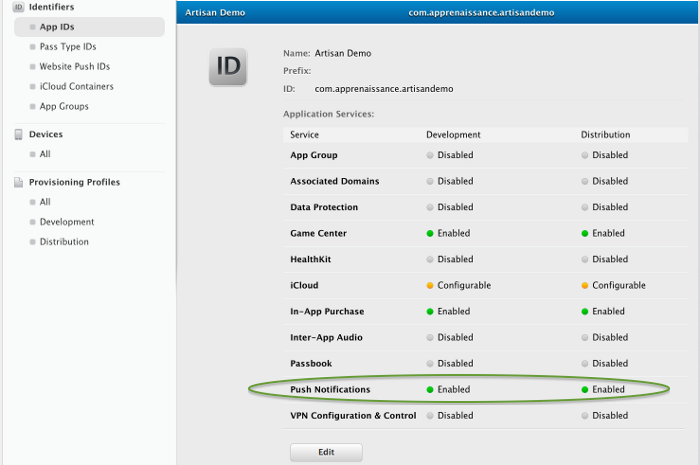 Identifiers
App IDs
Pass Type IDs
Website Push IDs
iCloud Containers
App Groups
Devices
All
Provisioning Profiles
All
Development
Distribution
Artisan Demo com.apprenaissance.artisandemo
ID
Name: Artisan Demo
Prefix:
ID: com.apprenaissance.artisandemo
Application Services:
Service Development Distribution
App Group Disabled Disabled
Associated Domains Disabled Disabled
Data Protection Disabled Disabled
Game Center Enabled Enabled
HealthKit Disabled Disabled
iCloud Configurable Configurable
In-App Purchase Enabled Enabled
Inter-App Audio Disabled Disabled
Passbook Disabled Disabled
Push Notifications Enabled Enabled
VPN Configuration & Control Disabled Disabled
Edit